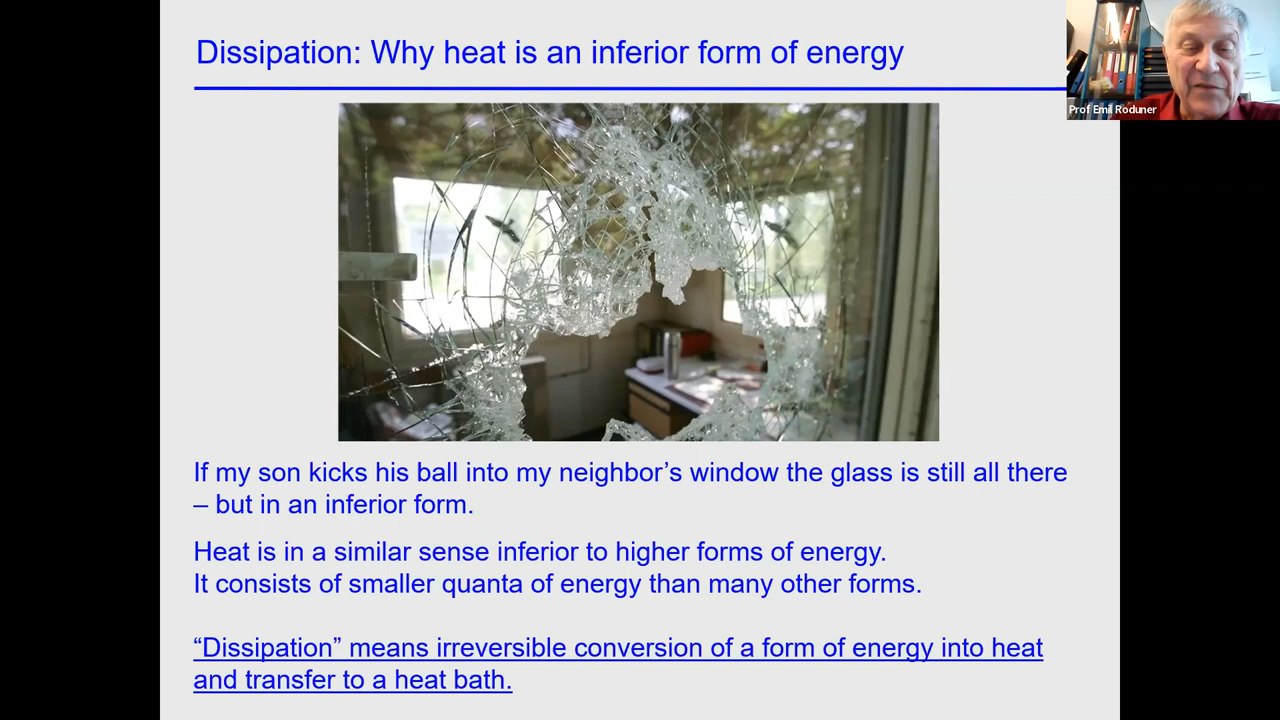 Dissipation: Why heat is an inferior form of energy
Prof Emil Roduner
If my son kicks his ball into my neighbor’s window the glass is still all there
– but in an inferior form.
Heat is in a similar sense inferior to higher forms of energy.
It consists of smaller quanta of energy than many other forms.
“Dissipation” means irreversible conversion of a form of energy into heat
and transfer to a heat bath.